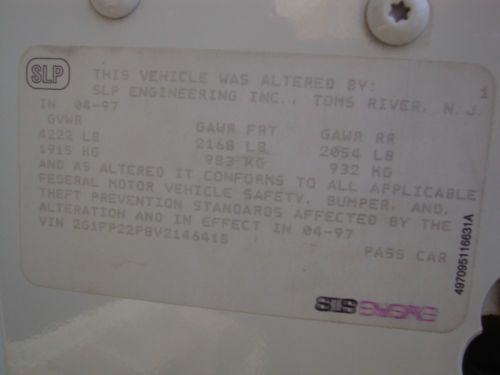 SLP
THIS VEHICLE WAS ALTERED BY: 1
SLP ENGINEERING INC., TOMS RIVER, N.J.
IN 04-97
GVWR GAWR FRT GAWR RR
4222 LB 2168 LB 2054 LB
1915 KG 983 KG 932 KG
AND AS ALTERED IT CONFORMS TO ALL APPLICABLE
FEDERAL MOTOR VEHICLE SAFETY, BUMPER, AND,
THEFT PREVENTION STANDARDS AFFECTED BY THE
ALTERATION AND IN EFFECT IN 04-97
VIN 2G1FP22P8V2146415
PASS CAR
497095116631A